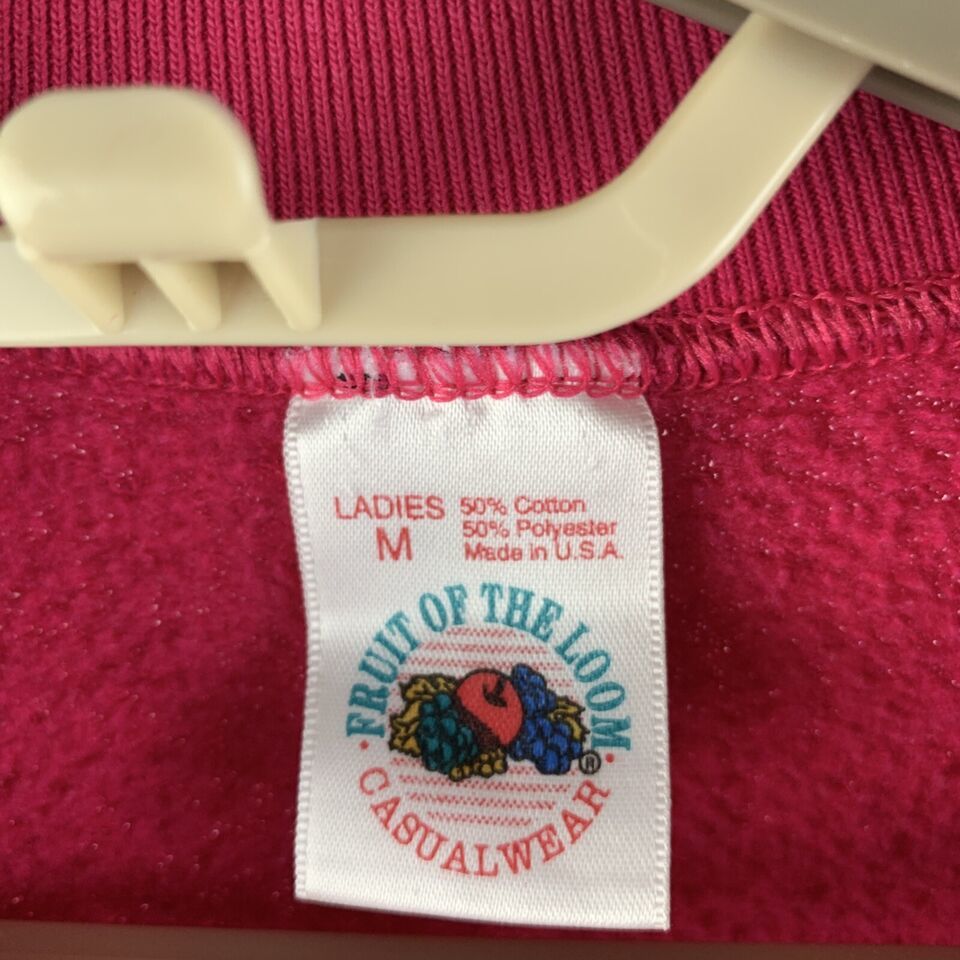 LADIES
M
50% Cotton
50% Polyester
Made in U.S.A.
· FRUIT OF THE LOOM ·
®
CASUALWEAR